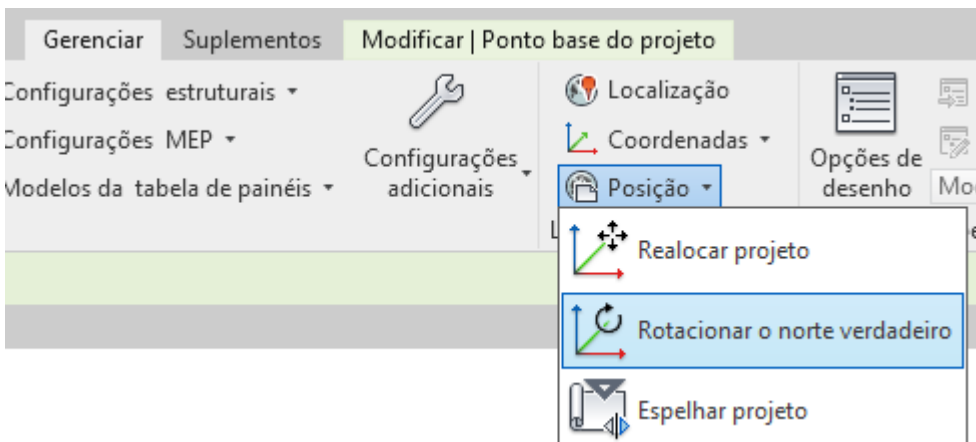 Gerenciar Suplementos Modificar | Ponto base do projeto
Configurações estruturais
Configurações MEP
Modelos da tabela de painéis
Configurações
adicionais
Localização
Coordenadas
Posição
Opções de
desenho
Realocar projeto
Rotacionar o norte verdadeiro
Espelhar projeto